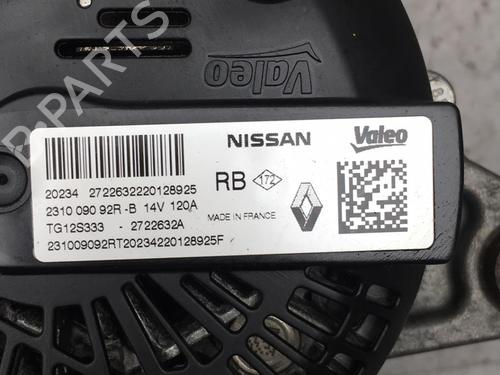 Valeo
NISSAN Valeo
20234 2722632220128925
2310 090 92R -B 14V 120A
RB 172
TG12S333 - 2722632A
MADE IN FRANCE
231009092RT20234220128925F
B-PARTS